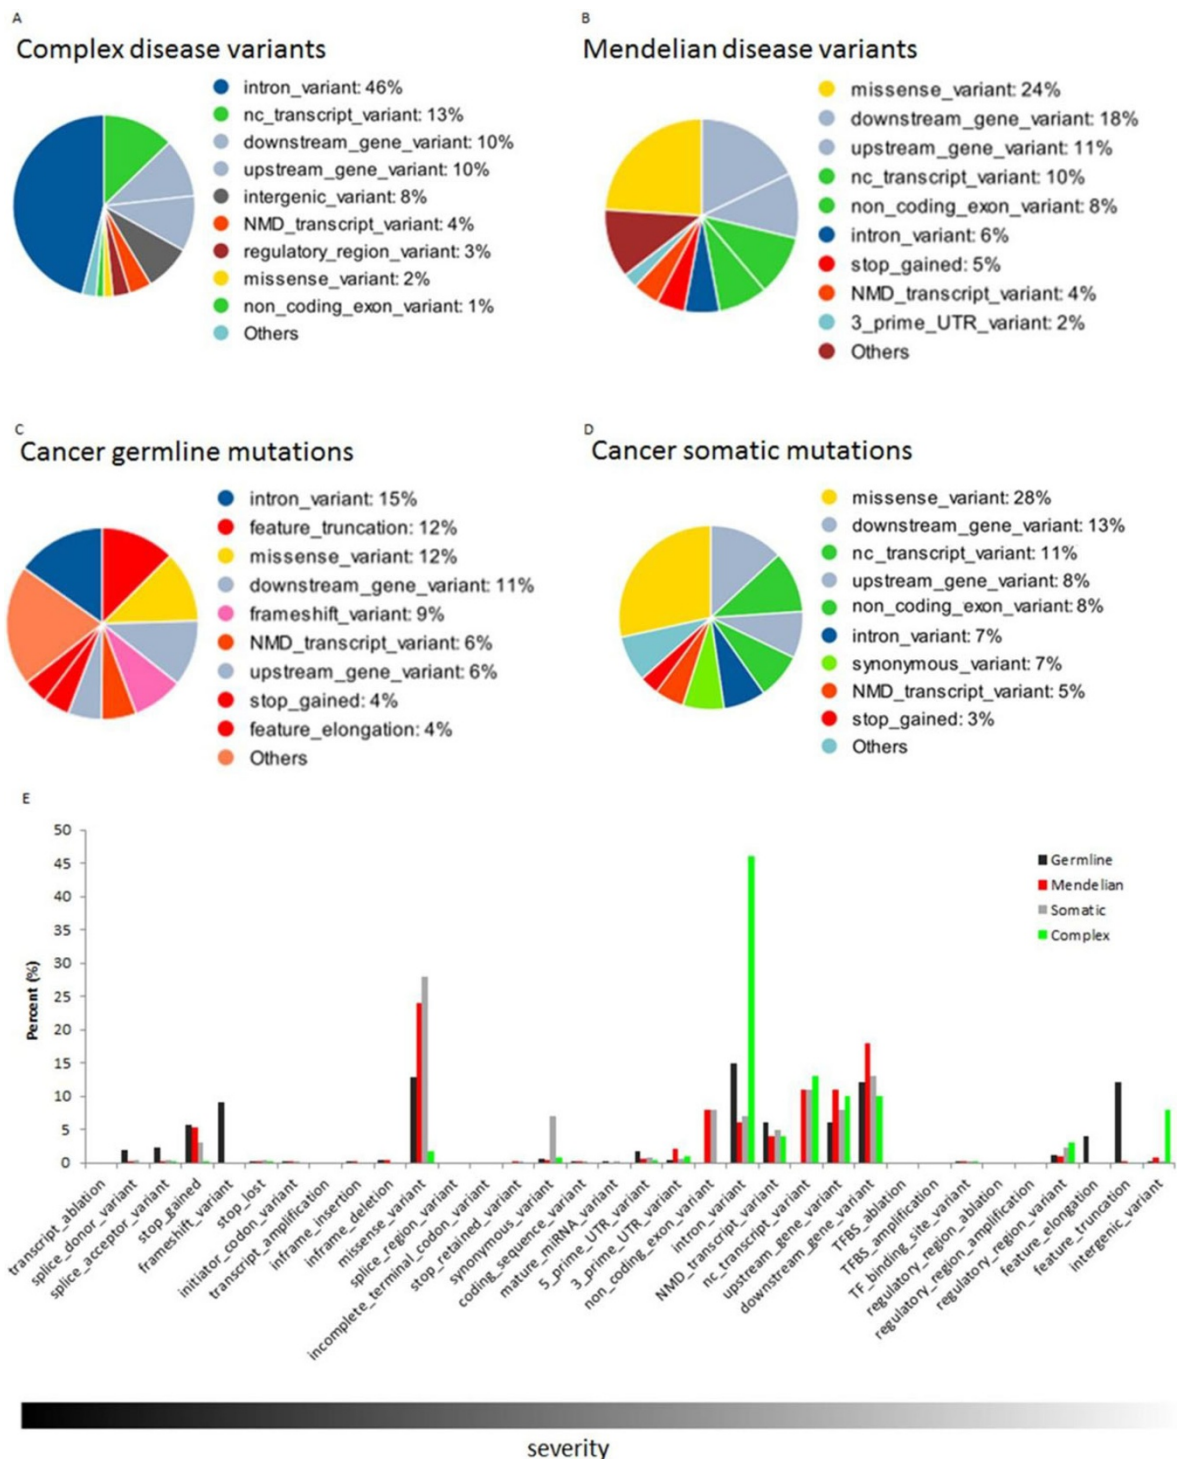 A
Complex disease variants
intron_variant: 46%
nc_transcript_variant: 13%
downstream_gene_variant: 10%
upstream_gene_variant: 10%
intergenic_variant: 8%
NMD_transcript_variant: 4%
regulatory_region_variant: 3%
missense_variant: 2%
non_coding_exon_variant: 1%
Others
B
Mendelian disease variants
missense_variant: 24%
downstream_gene_variant: 18%
upstream_gene_variant: 11%
nc_transcript_variant: 10%
non_coding_exon_variant: 8%
intron_variant: 6%
stop_gained: 5%
NMD_transcript_variant: 4%
3_prime_UTR_variant: 2%
Others
C
Cancer germline mutations
intron_variant: 15%
feature_truncation: 12%
missense_variant: 12%
downstream_gene_variant: 11%
frameshift_variant: 9%
NMD_transcript_variant: 6%
upstream_gene_variant: 6%
stop_gained: 4%
feature_elongation: 4%
Others
D
Cancer somatic mutations
missense_variant: 28%
downstream_gene_variant: 13%
nc_transcript_variant: 11%
upstream_gene_variant: 8%
non_coding_exon_variant: 8%
intron_variant: 7%
synonymous_variant: 7%
NMD_transcript_variant: 5%
stop_gained: 3%
Others
E
Percent (%)
50
45
40
35
30
25
20
15
10
5
0
Germline
Mendelian
Somatic
Complex
transcript_ablation
splice_donor_variant
splice_acceptor_variant
stop_gained
frameshift_variant
stop_lost
initiator_codon_variant
transcript_amplification
inframe_insertion
inframe_deletion
missense_variant
splice_region_variant
incomplete_terminal_codon_variant
stop_retained_variant
synonymous_variant
coding_sequence_variant
mature_miRNA_variant
5_prime_UTR_variant
3_prime_UTR_variant
non_coding_exon_variant
intron_variant
NMD_transcript_variant
nc_transcript_variant
upstream_gene_variant
downstream_gene_variant
TFBS_ablation
TFBS_amplification
TF_binding_site_variant
regulatory_region_ablation
regulatory_region_amplification
regulatory_region_variant
feature_elongation
feature_truncation
intergenic_variant
severity